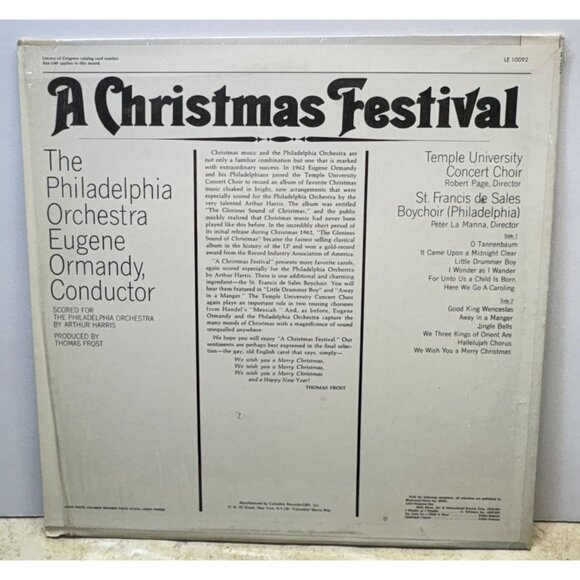 Library of Congress catalog card number
applies to this record.
LE 10092
A Christmas Festival
The
Philadelphia
Orchestra
Eugene
Ormandy,
Conductor
SCORED FOR
THE PHILADELPHIA ORCHESTRA
BY ARTHUR HARRIS
PRODUCED BY
THOMAS FROST
Christmas music and the Philadelphia Orchestra are
not only a familiar combination but one that is marked
with extraordinary success. In 1962 Eugene Ormandy
and his Philadelphians joined the Temple University
Concert Choir to record an album of favorite Christmas
music cloaked in bright, new arrangements that were
especially scored for the Philadelphia Orchestra by the
very talented Arthur Harris. The album was entitled
"The Glorious Sound of Christmas," and the public
quickly realized that Christmas music had never been
played like this before. In the incredibly short period of
its initial release during Christmas 1962, "The Glorious
Sound of Christmas" became the fastest selling classical
album in the history of the LP and won a gold-record
award from the Record Industry Association of America.
"A Christmas Festival" presents more favorite carols,
again scored especially for the Philadelphia Orchestra
by Arthur Harris. There is one additional and charming
ingredient—the St. Francis de Sales Boychoir. You will
hear them featured in "Little Drummer Boy" and "Away
in a Manger." The Temple University Concert Choir
again plays an important role in two rousing choruses
from Handel's "Messiah." And, as before, Eugene
Ormandy and the Philadelphia Orchestra capture the
many moods of Christmas with a magnificence of sound
unequalled anywhere.
We hope you will enjoy "A Christmas Festival." Our
sentiments are perhaps best expressed in the final selec-
tion—the gay, old English carol that says, simply—
We wish you a Merry Christmas,
We wish you a Merry Christmas,
We wish you a Merry Christmas
and a Happy New Year!
THOMAS FROST
Temple University
Concert Choir
Robert Page, Director
St. Francis de Sales
Boychoir (Philadelphia)
Peter La Manna, Director
Side 1
O Tannenbaum
It Came Upon a Midnight Clear
Little Drummer Boy
I Wonder as I Wander
For Unto Us a Child Is Born
Here We Go A Caroling
Side 2
Good King Wenceslas
Away in a Manger
Jingle Bells
We Three Kings of Orient Are
Hallelujah Chorus
We Wish You a Merry Christmas
Manufactured by Columbia Records/CBS, Inc.
51 W. 52 Street, New York, N.Y./® "Columbia" Marcas Reg.